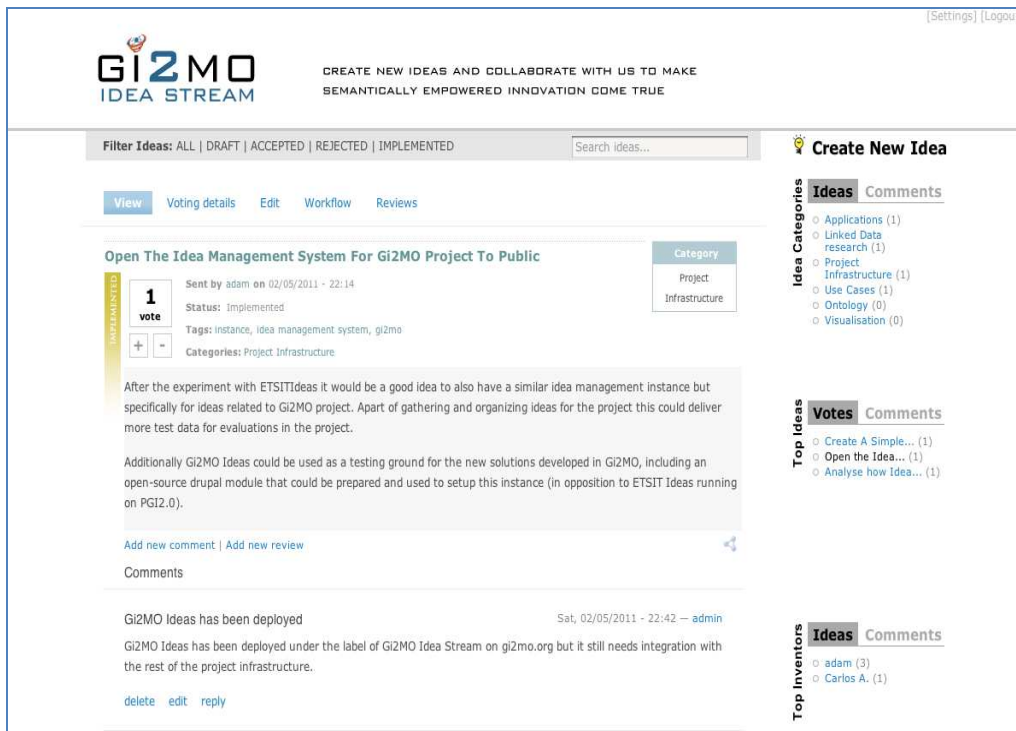 [Settings] [Logou
Gi2MO
IDEA STREAM
CREATE NEW IDEAS AND COLLABORATE WITH US TO MAKE
SEMANTICALLY EMPOWERED INNOVATION COME TRUE
Filter Ideas: ALL | DRAFT | ACCEPTED | REJECTED | IMPLEMENTED
Search ideas...
View Voting details Edit Workflow Reviews
Open The Idea Management System For Gi2MO Project To Public
IMPLEMENTED
1
vote
+ -
Sent by adam on 02/05/2011 - 22:14
Status: Implemented
Tags: instance, idea management system, gi2mo
Categories: Project Infrastructure
Category
Project
Infrastructure
After the experiment with ETSITIdeas it would be a good idea to also have a similar idea management instance but
specifically for ideas related to Gi2MO project. Apart of gathering and organizing ideas for the project this could deliver
more test data for evaluations in the project.
Additionally Gi2MO Ideas could be used as a testing ground for the new solutions developed in Gi2MO, including an
open-source drupal module that could be prepared and used to setup this instance (in opposition to ETSIT Ideas running
on PGI2.0).
Add new comment | Add new review
Comments
Gi2MO Ideas has been deployed
Sat, 02/05/2011 - 22:42 — admin
Gi2MO Ideas has been deployed under the label of Gi2MO Idea Stream on gi2mo.org but it still needs integration with
the rest of the project infrastructure.
delete edit reply
Create New Idea
Idea Categories
Ideas Comments
Applications (1)
Linked Data
research (1)
Project
Infrastructure (1)
Use Cases (1)
Ontology (0)
Visualisation (0)
Top Ideas
Votes Comments
Create A Simple... (1)
Open the Idea... (1)
Analyse how Idea... (1)
Top Inventors
Ideas Comments
adam (3)
Carlos A. (1)